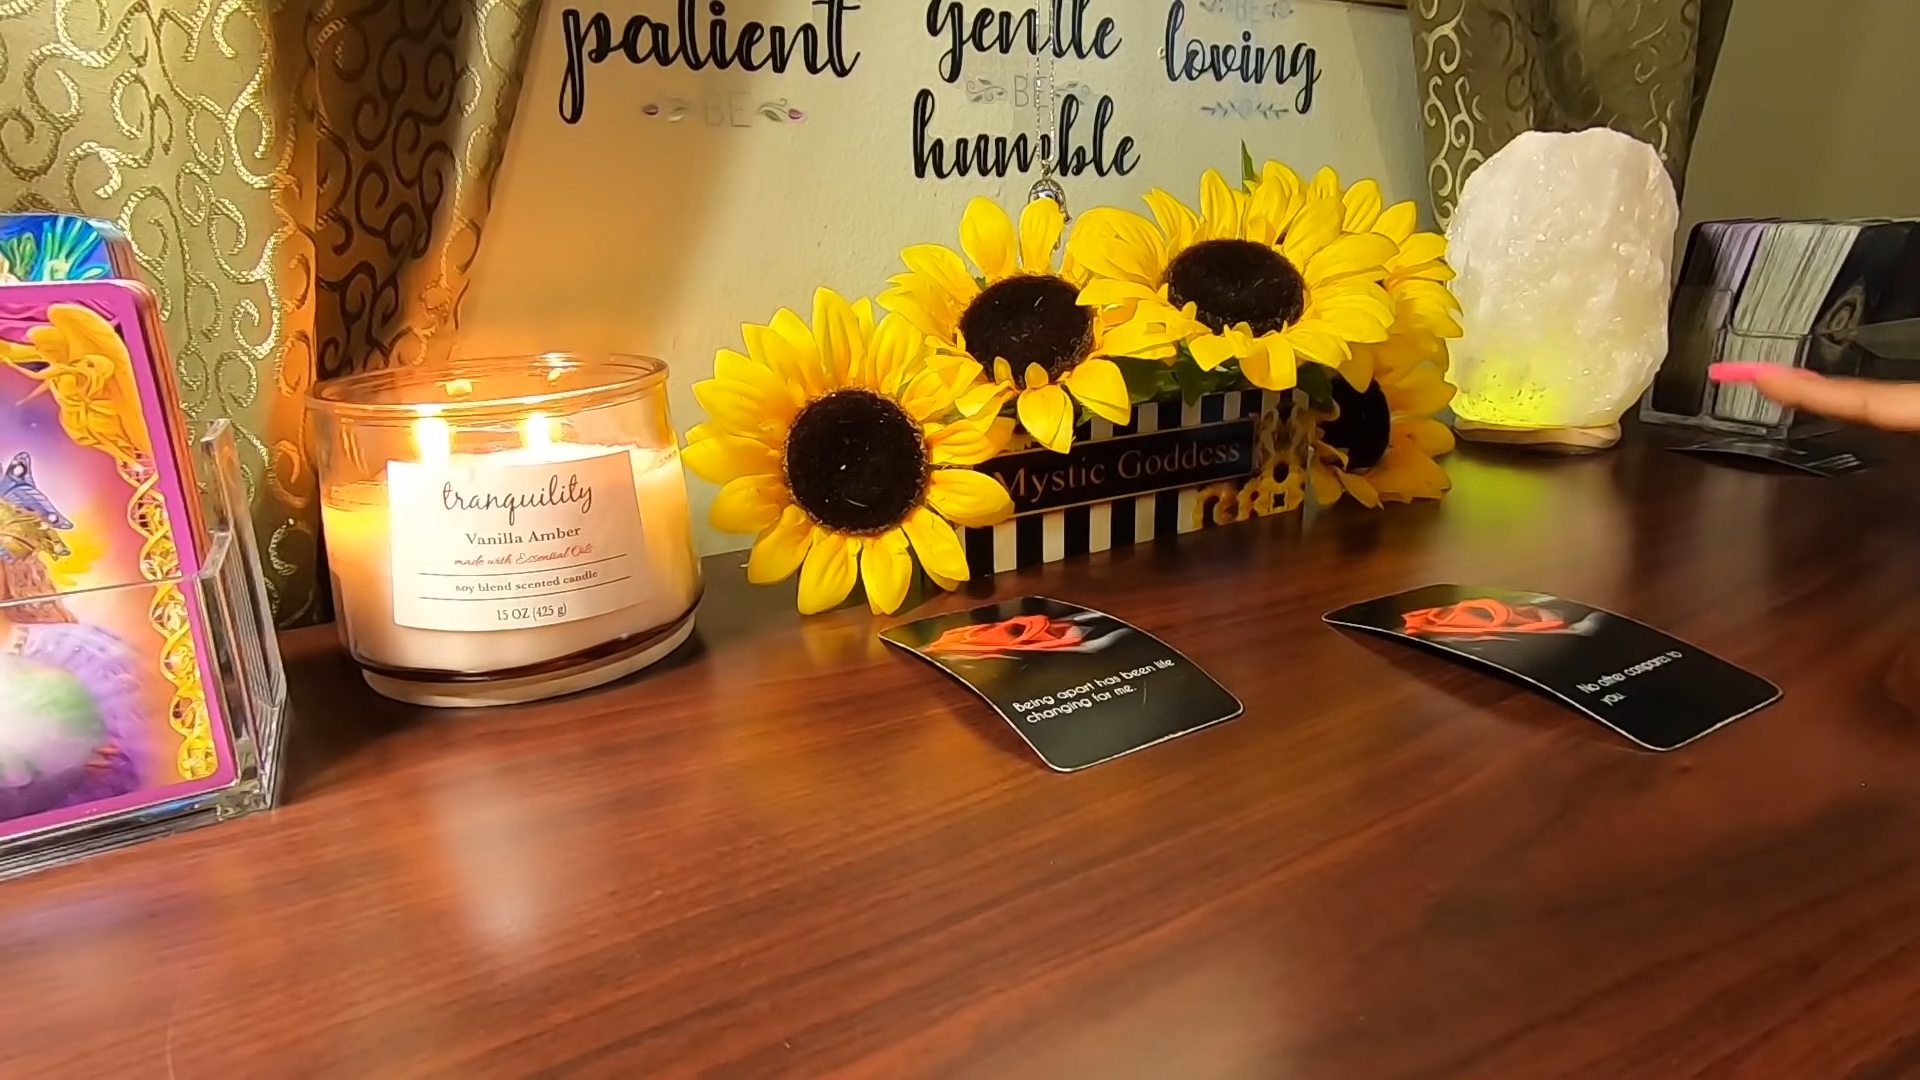 patient
gentle
BE
loving
BE
BE
humble
Mystic Goddess
tranquility
Vanilla Amber
made with Essential Oils
soy blend scented candle
15 OZ (425 g)
Being apart has been life
changing for me.
No other compares to
you.